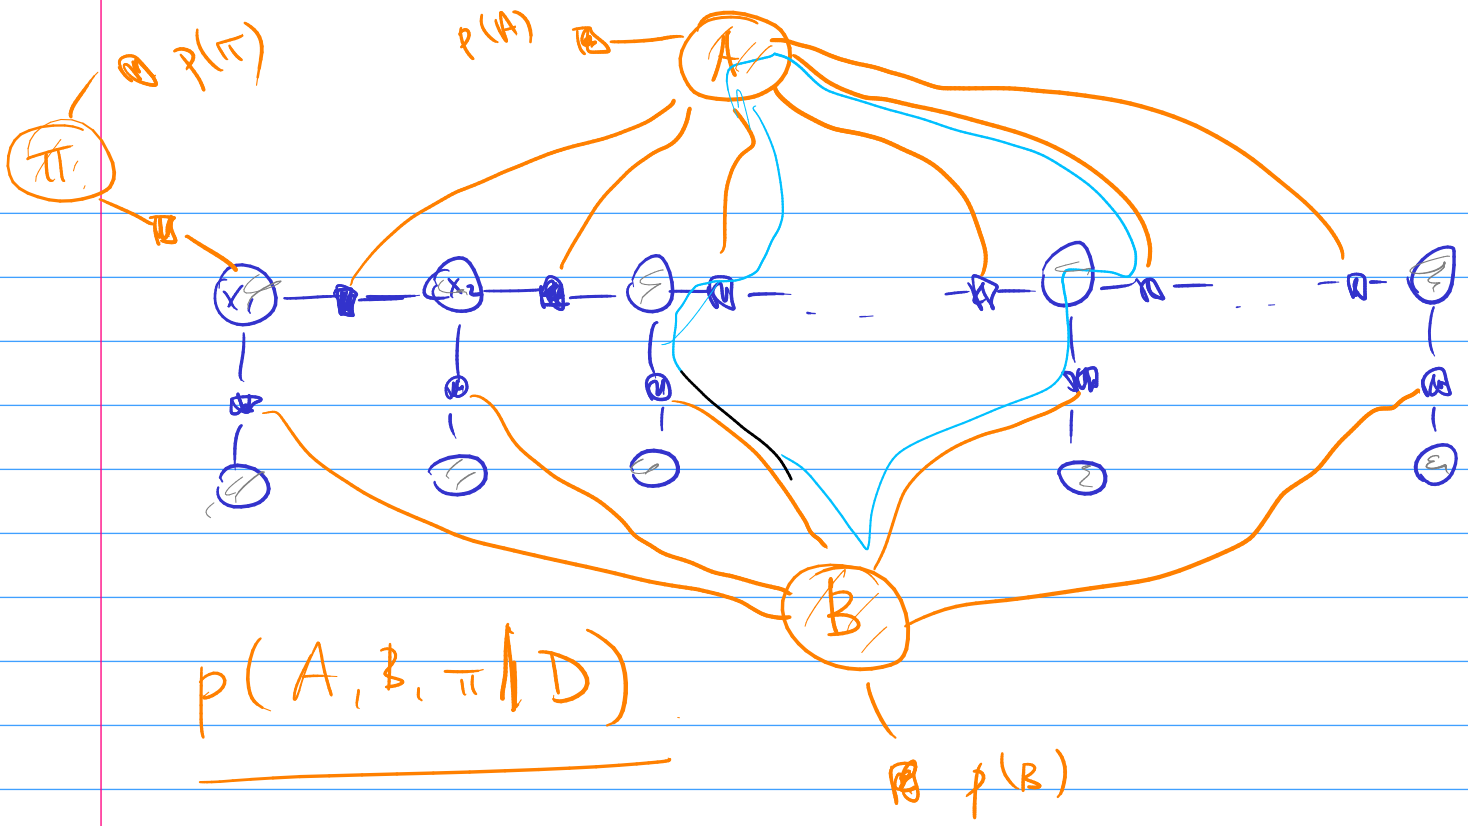 p(A)
A
p(π)
π
x₁
x₂
B
p(A, B, π | D)
p(B)